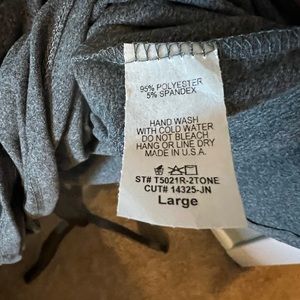 95% POLYESTER
5% SPANDEX
HAND WASH
WITH COLD WATER
DO NOT BLEACH
HANG OR LINE DRY
MADE IN U.S.A.
ST# T5021R-2TONE
CUT# 14325-JN
Large